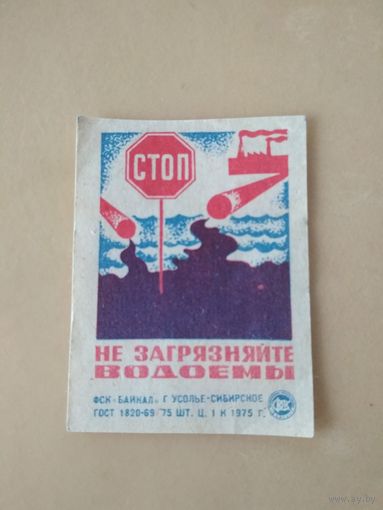 СТОП
НЕ ЗАГРЯЗНЯЙТЕ
ВОДОЕМЫ
ФСК «БАЙКАЛ» Г УСОЛЬЕ-СИБИРСКОЕ
ГОСТ 1820-69 75 ШТ. Ц. 1 К 1975 Г.
www.ay.by